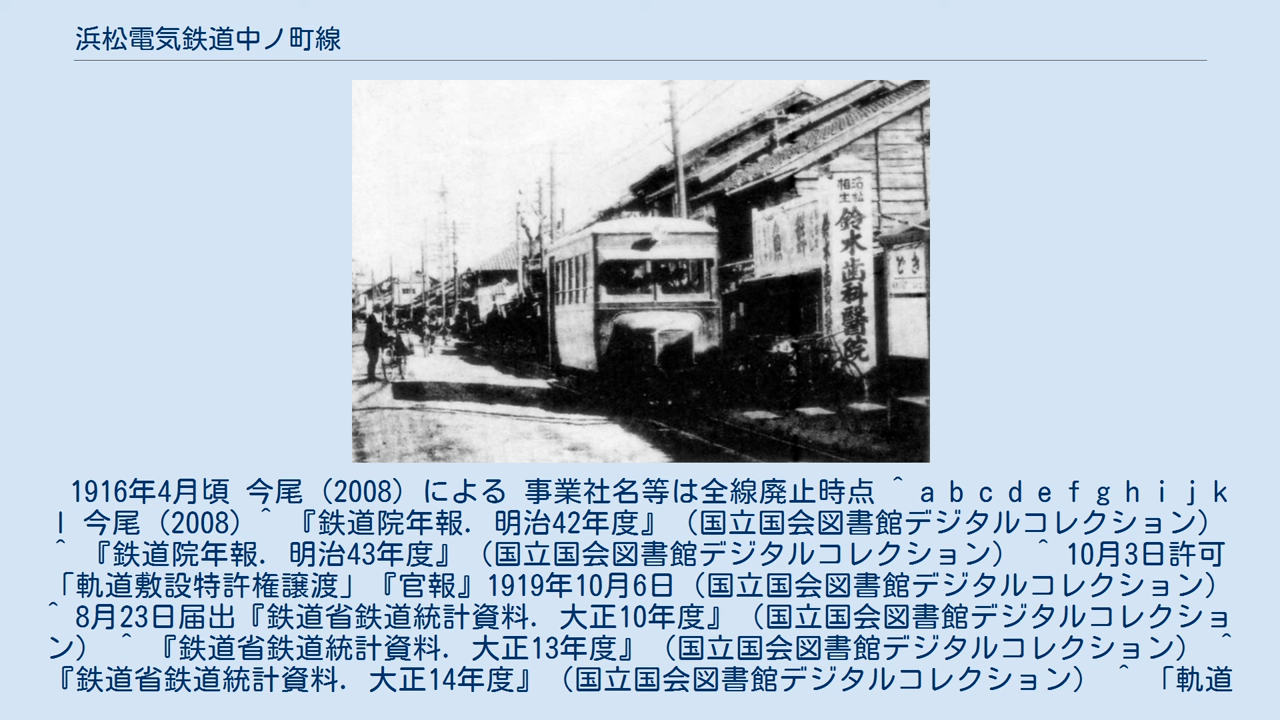 浜松電気鉄道中ノ町線
浜松
相生
鈴木歯科醫院
とき
1916年4月頃 今尾（2008）による 事業社名等は全線廃止時点 ^ a b c d e f g h i j k
l 今尾（2008）^ 『鉄道院年報. 明治42年度』（国立国会図書館デジタルコレクション）
^ 『鉄道院年報. 明治43年度』（国立国会図書館デジタルコレクション） ^ 10月3日許可
「軌道敷設特許権譲渡」『官報』1919年10月6日（国立国会図書館デジタルコレクション）
^ 8月23日届出『鉄道省鉄道統計資料. 大正10年度』（国立国会図書館デジタルコレクショ
ン） ^ 『鉄道省鉄道統計資料. 大正13年度』（国立国会図書館デジタルコレクション） ^
『鉄道省鉄道統計資料. 大正14年度』（国立国会図書館デジタルコレクション） ^ 「軌道